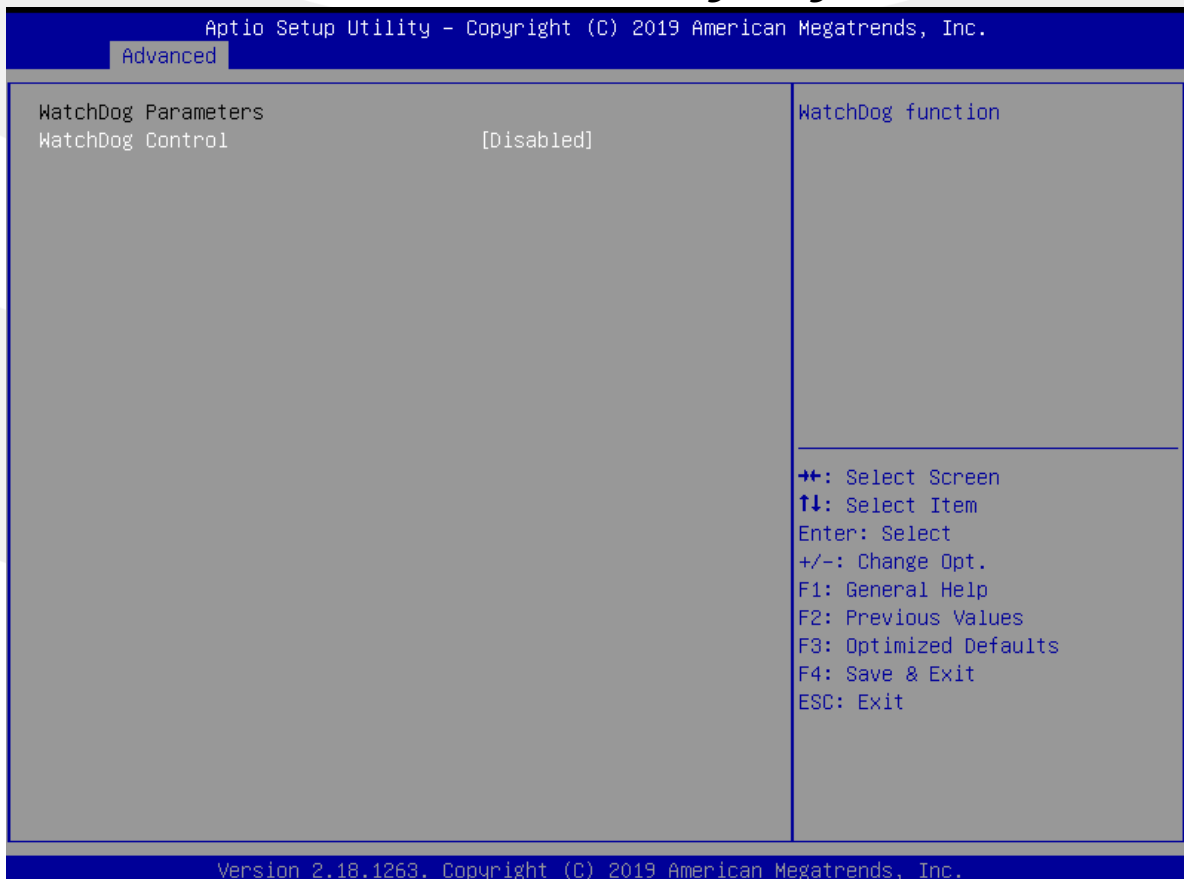 Aptio Setup Utility – Copyright (C) 2019 American Megatrends, Inc.
Advanced
WatchDog Parameters
WatchDog Control [Disabled]
WatchDog function
→←: Select Screen
↑↓: Select Item
Enter: Select
+/-: Change Opt.
F1: General Help
F2: Previous Values
F3: Optimized Defaults
F4: Save & Exit
ESC: Exit
Version 2.18.1263. Copyright (C) 2019 American Megatrends, Inc.